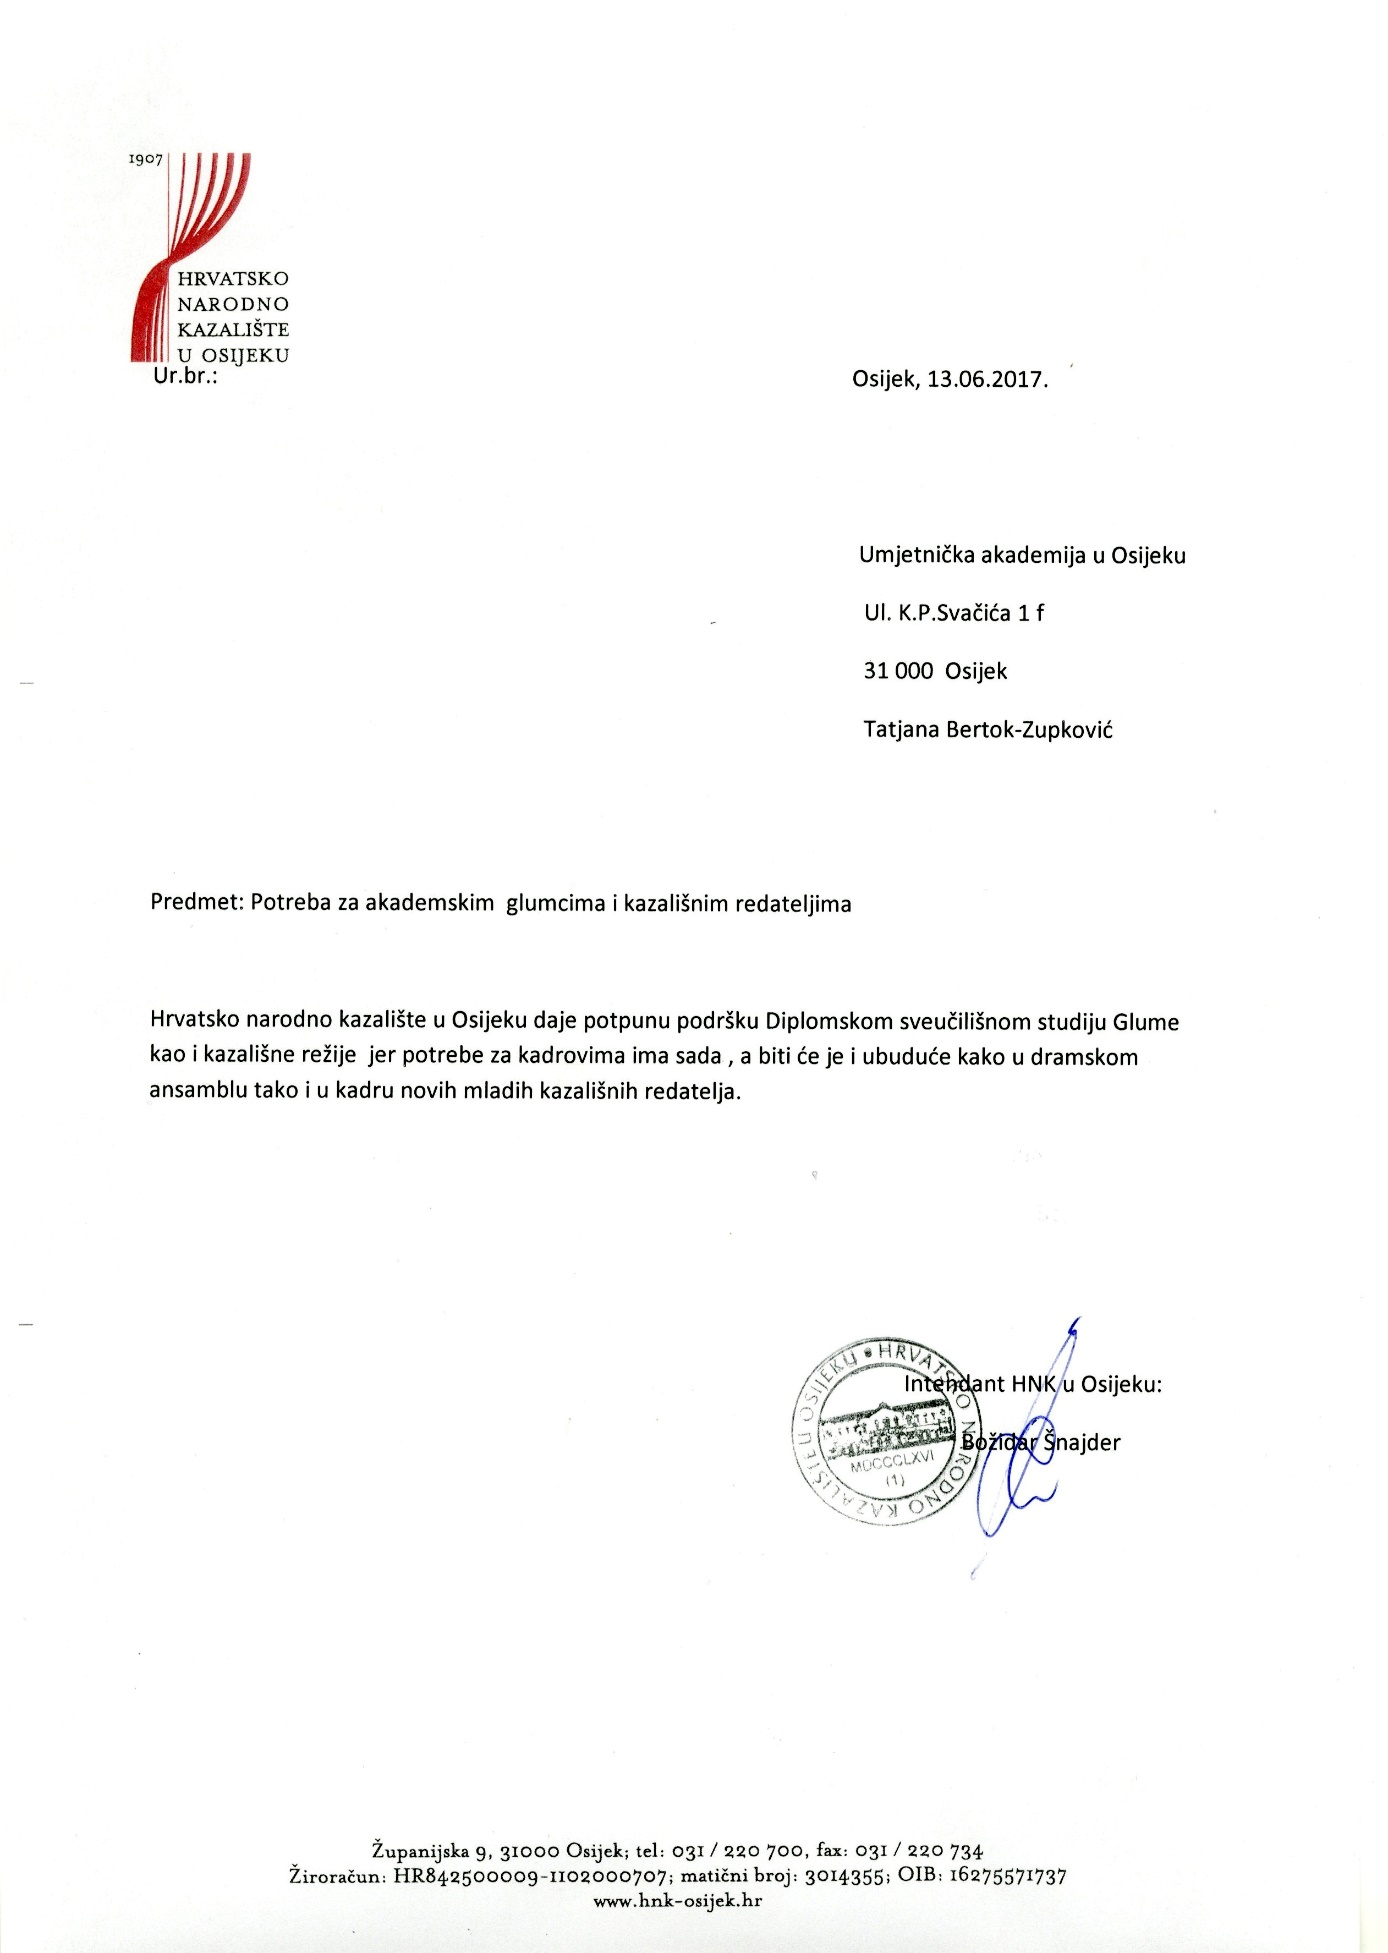 1907
HRVATSKO
NARODNO
KAZALIŠTE
U OSIJEKU
Ur.br.:
Osijek, 13.06.2017.
Umjetnička akademija u Osijeku
Ul. K.P.Svačića 1 f
31 000  Osijek
Tatjana Bertok-Zupković
Predmet: Potreba za akademskim  glumcima i kazališnim redateljima
Hrvatsko narodno kazalište u Osijeku daje potpunu podršku Diplomskom sveučilišnom studiju Glume
kao i kazališne režije  jer potrebe za kadrovima ima sada , a biti će je i ubuduće kako u dramskom
ansamblu tako i u kadru novih mladih kazališnih redatelja.
Intendant HNK u Osijeku:
Božidar Šnajder
HRVATSKO NARODNO KAZALIŠTE U OSIJEKU
MDCCCLXVI
(1)
Županijska 9, 31000 Osijek; tel: 031 / 220 700, fax: 031 / 220 734
Žiroračun: HR842500009-1102000707; matični broj: 3014355; OIB: 16275571737
www.hnk-osijek.hr